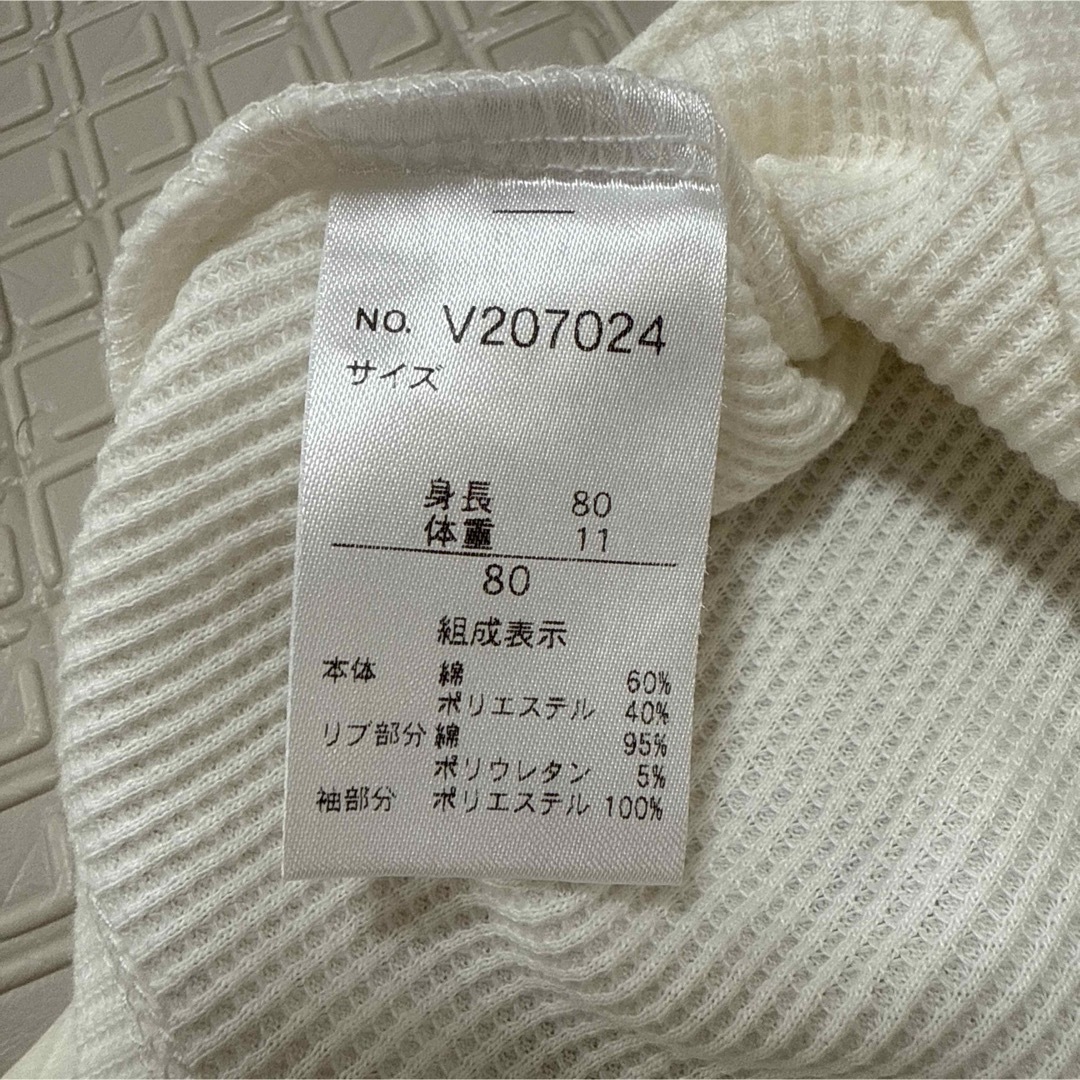 NO. V207024
サイズ
身長 80
体重 11
80
組成表示
本体 綿 60%
ポリエステル 40%
リブ部分 綿 95%
ポリウレタン 5%
袖部分 ポリエステル 100%